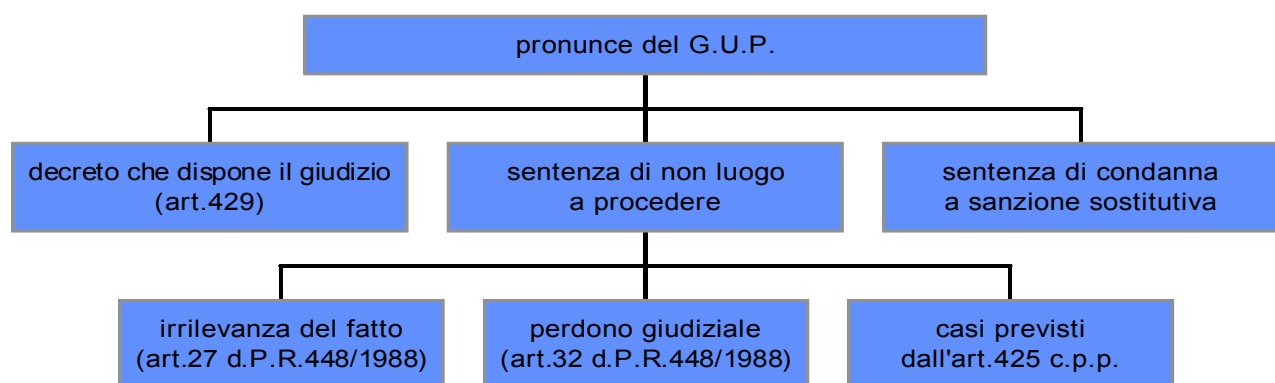 pronunce del G.U.P.
decreto che dispone il giudizio
(art.429)
sentenza di non luogo
a procedere
sentenza di condanna
a sanzione sostitutiva
irrilevanza del fatto
(art.27 d.P.R.448/1988)
perdono giudiziale
(art.32 d.P.R.448/1988)
casi previsti
dall'art.425 c.p.p.